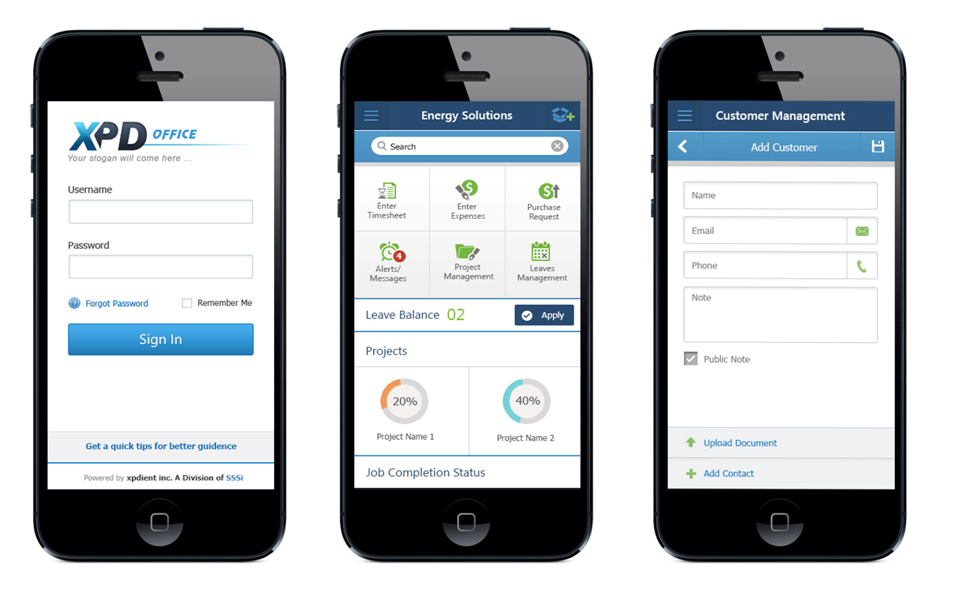 XPD OFFICE
Your slogan will come here ...
Username
Password
Forgot Password
Remember Me
Sign In
Get a quick tips for better guidence
Powered by xpdient inc. A Division of SSSi
Energy Solutions
Search
Enter
Timesheet
Enter
Expenses
Purchase
Request
4
Alerts/
Messages
Project
Management
Leaves
Management
Leave Balance 02
Apply
Projects
20%
Project Name 1
40%
Project Name 2
Job Completion Status
Customer Management
Add Customer
Name
Email
Phone
Note
Public Note
Upload Document
Add Contact